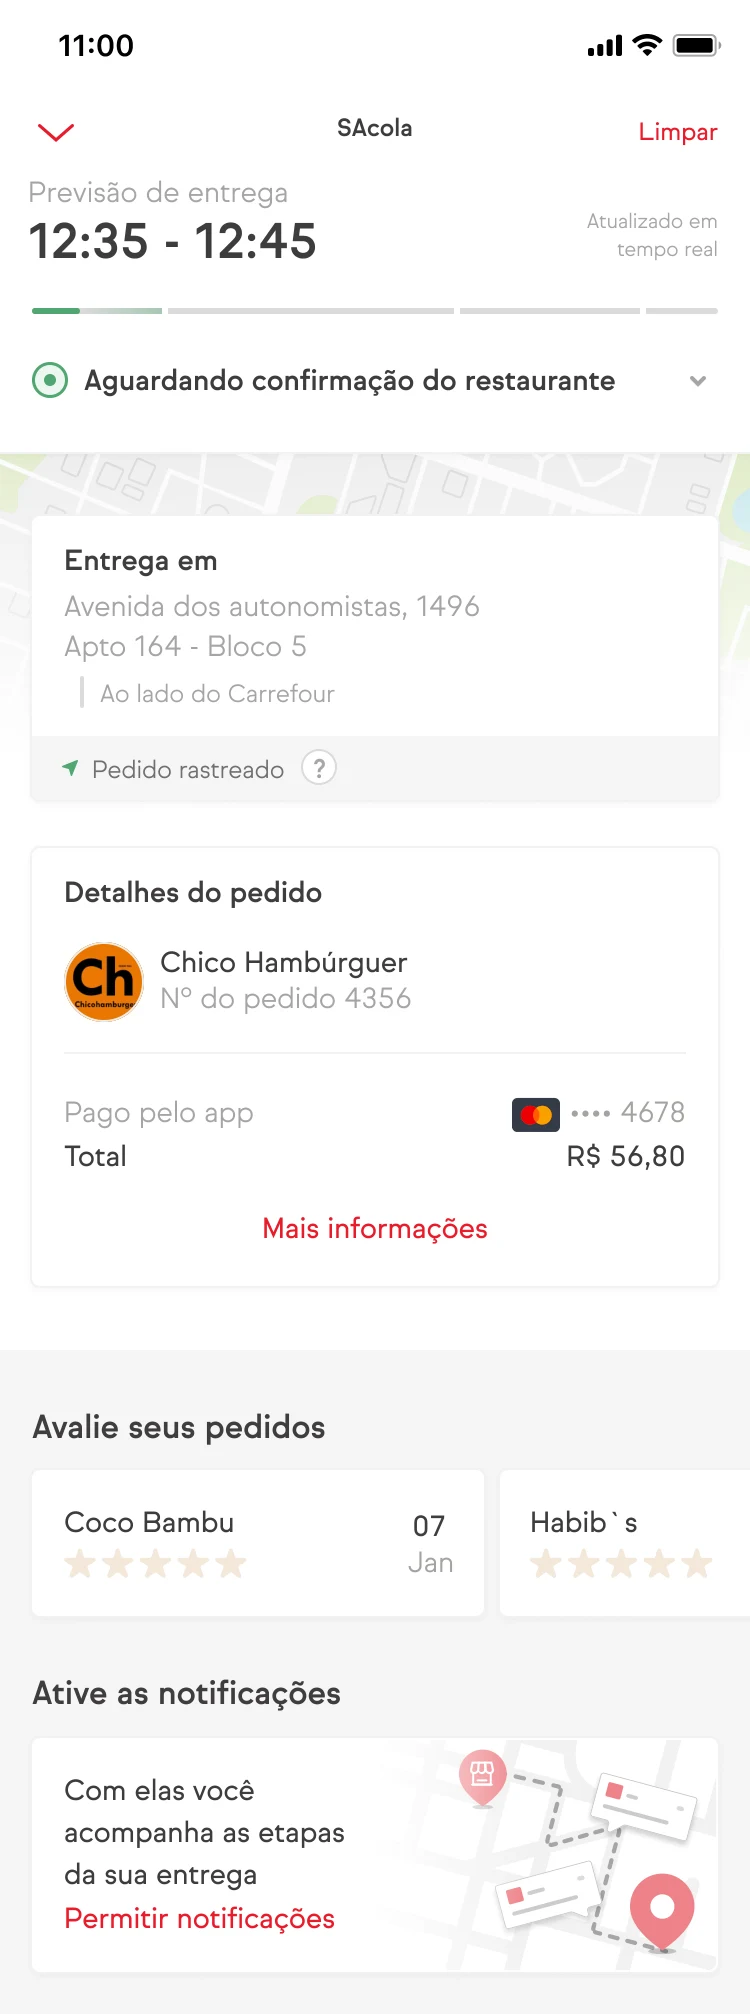 11:00
SAcola
Limpar
Previsão de entrega
12:35 - 12:45
Atualizado em
tempo real
Aguardando confirmação do restaurante
Entrega em
Avenida dos autonomistas, 1496
Apto 164 - Bloco 5
Ao lado do Carrefour
Pedido rastreado ?
Detalhes do pedido
Ch
Chicohamburge
Chico Hambúrguer
Nº do pedido 4356
Pago pelo app •••• 4678
Total R$ 56,80
Mais informações
Avalie seus pedidos
Coco Bambu
07
Jan
Habib`s
Ative as notificações
Com elas você
acompanha as etapas
da sua entrega
Permitir notificações